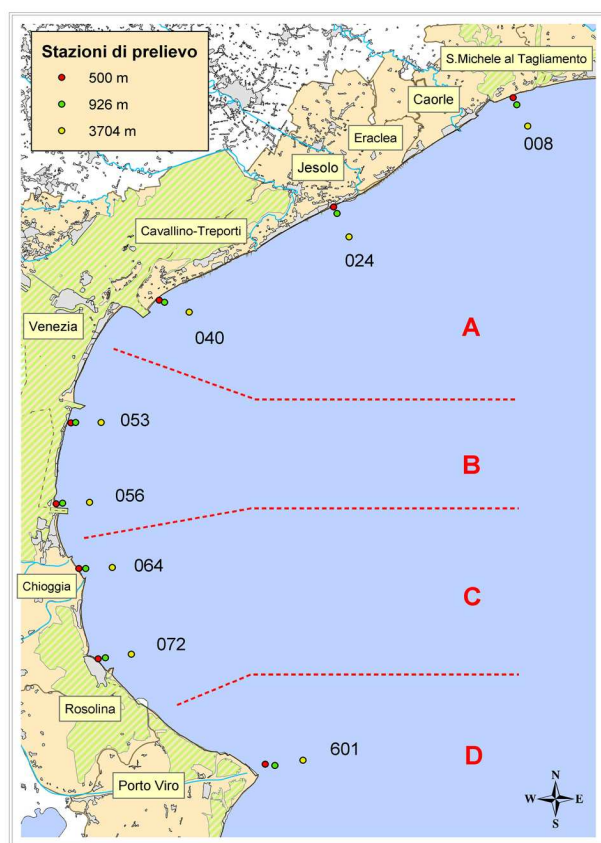 Stazioni di prelievo
500 m
926 m
3704 m
S.Michele al Tagliamento
Caorle
008
Eraclea
Jesolo
Cavallino-Treporti
024
Venezia
040
A
053
B
056
064
Chioggia
C
072
Rosolina
601
D
Porto Viro
N
W E
S